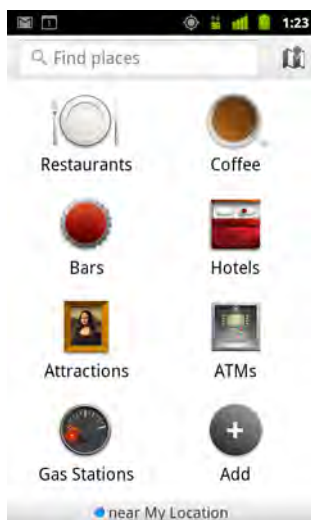 1:23
Find places
Restaurants Coffee
Bars Hotels
Attractions ATMs
Gas Stations Add
near My Location